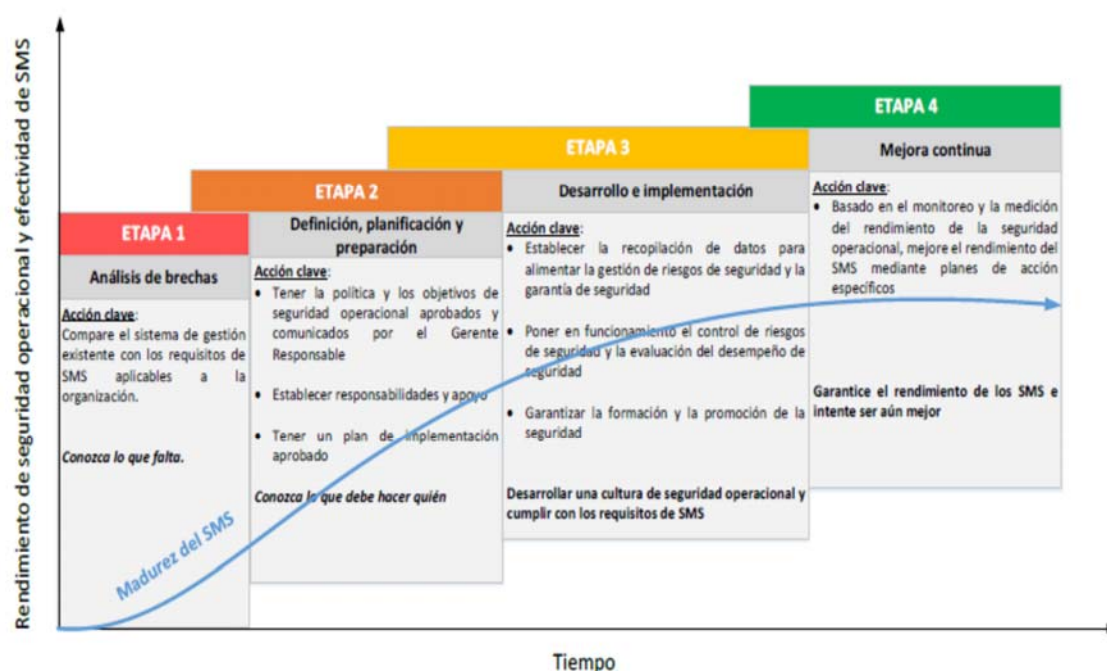 Rendimiento de seguridad operacional y efectividad de SMS
ETAPA 1
Análisis de brechas
Acción clave:
Compare el sistema de gestión
existente con los requisitos de
SMS aplicables a la
organización.
Conozca lo que falta.
ETAPA 2
Definición, planificación y
preparación
Acción clave:
• Tener la política y los objetivos de
seguridad operacional aprobados y
comunicados por el Gerente
Responsable
• Establecer responsabilidades y apoyo
• Tener un plan de implementación
aprobado
Conozca lo que debe hacer quién
ETAPA 3
Desarrollo e implementación
Acción clave:
• Establecer la recopilación de datos para
alimentar la gestión de riesgos de seguridad y la
garantía de seguridad
• Poner en funcionamiento el control de riesgos
de seguridad y la evaluación del desempeño de
seguridad
• Garantizar la formación y la promoción de la
seguridad
Desarrollar una cultura de seguridad operacional y
cumplir con los requisitos de SMS
ETAPA 4
Mejora continua
Acción clave:
• Basado en el monitoreo y la medición
del rendimiento de la seguridad
operacional, mejore el rendimiento del
SMS mediante planes de acción
específicos
Garantice el rendimiento de los SMS e
intente ser aún mejor
Madurez del SMS
Tiempo